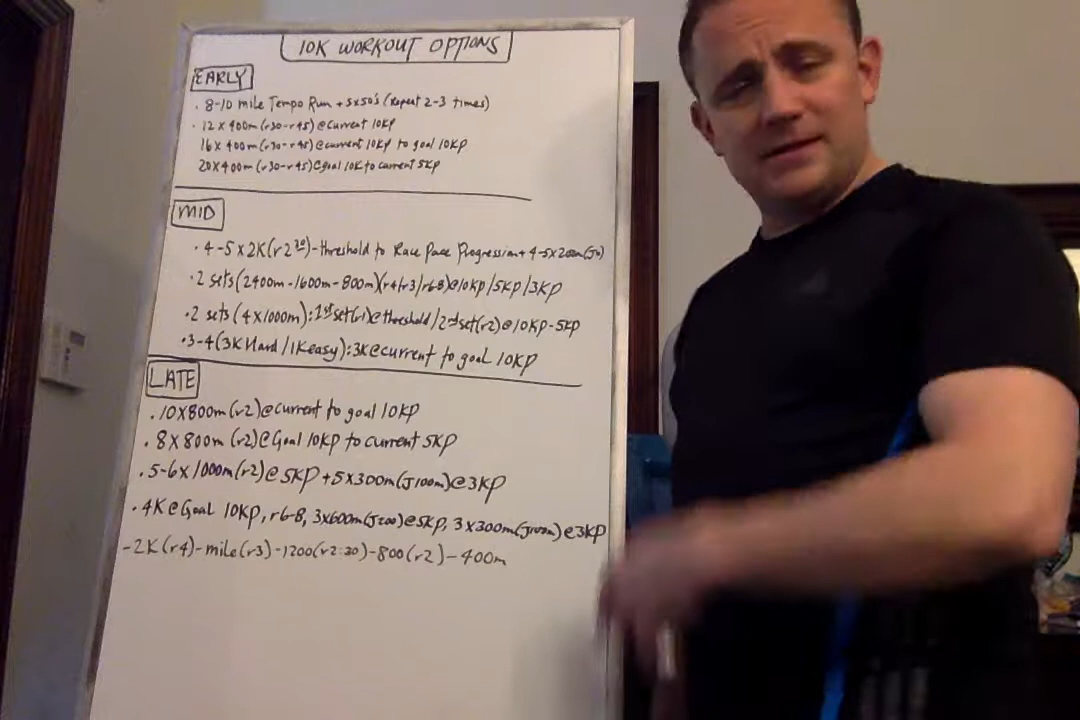 10K WORKOUT OPTIONS
EARLY
. 8-10 mile Tempo Run + 5x50's (Repeat 2-3 times)
. 12 x 400m (r30-r45) @ current 10KP
16 x 400m (r30-r45) @ current 10KP to goal 10KP
20 x 400m (r30-r45) @ goal 10K to current 5KP
MID
. 4-5 x 2K (r2 30) - threshold to Race Pace Progression + 4-5 x 200m (J)
. 2 sets (2400m-1600m-800m) (r4/r3/r6-8) @ 10KP/5KP/3KP
. 2 sets (4x1000m): 1st set (r1) @ threshold / 2nd set (r2) @ 10KP-5KP
. 3-4 (3K Hard / 1K easy): 3K @ current to goal 10KP
LATE
. 10 x 800m (r2) @ current to goal 10KP
. 8 x 800m (r2) @ Goal 10KP to current 5KP
. 5-6 x 1000m (r2) @ 5KP + 5 x 300m (J100m) @ 3KP
. 4K @ Goal 10KP, r6-8, 3x600m (J200) @ 5KP, 3 x 300m (J100m) @ 3KP
- 2K (r4) - mile (r3) - 1200 (r2:30) - 800 (r2) - 400m